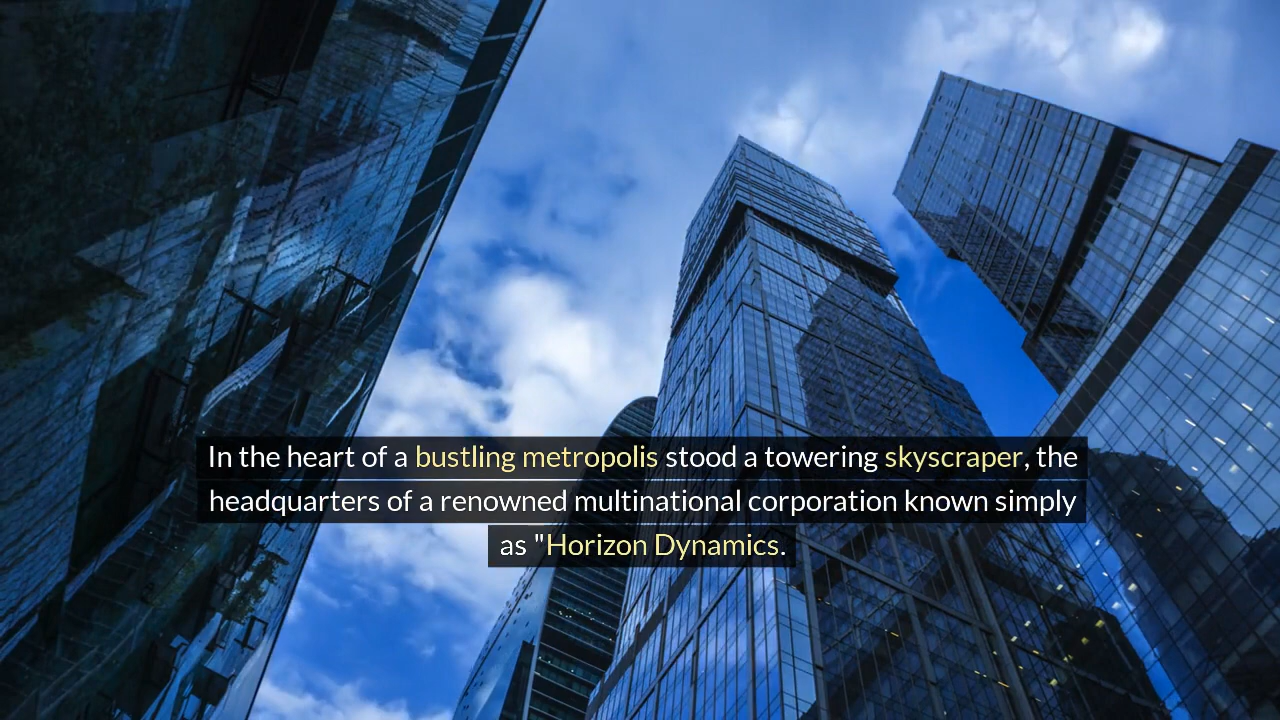 In the heart of a bustling metropolis stood a towering skyscraper, the
headquarters of a renowned multinational corporation known simply
as "Horizon Dynamics.